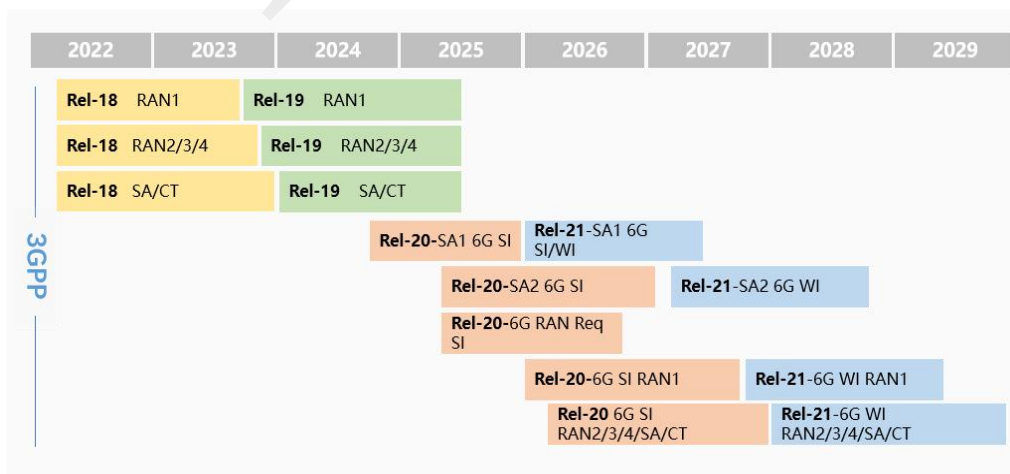 2022 2023 2024 2025 2026 2027 2028 2029
Rel-18 RAN1 Rel-19 RAN1
Rel-18 RAN2/3/4 Rel-19 RAN2/3/4
Rel-18 SA/CT Rel-19 SA/CT
3GPP
Rel-20-SA1 6G SI
Rel-21-SA1 6G
SI/WI
Rel-20-SA2 6G SI
Rel-21-SA2 6G WI
Rel-20-6G RAN Req
SI
Rel-20-6G SI RAN1
Rel-21-6G WI RAN1
Rel-20 6G SI
RAN2/3/4/SA/CT
Rel-21-6G WI
RAN2/3/4/SA/CT